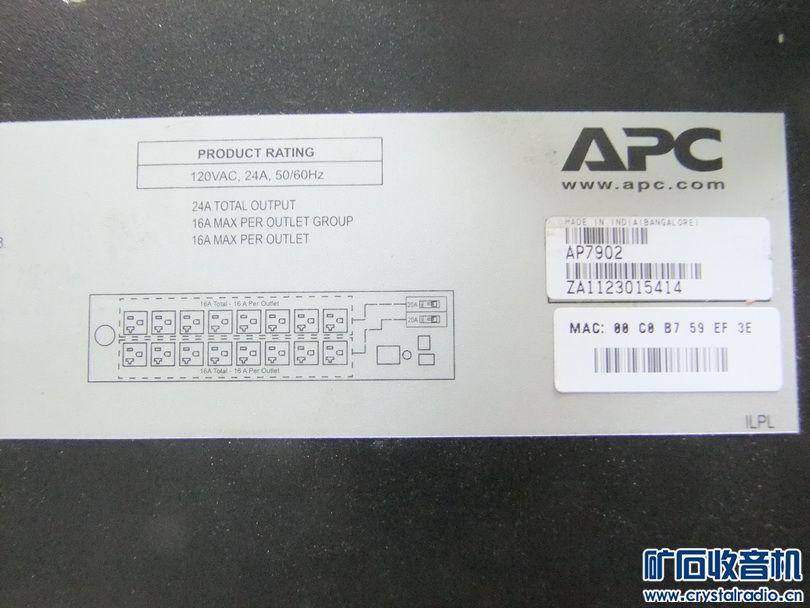 PRODUCT RATING
120VAC, 24A, 50/60Hz
24A TOTAL OUTPUT
16A MAX PER OUTLET GROUP
16A MAX PER OUTLET
16A Total - 16 A Per Outlet
20A
20A
16A Total - 16 A Per Outlet
APC
www.apc.com
MADE IN INDIA(BANGALORE)
AP7902
ZA1123015414
MAC: 00 C0 B7 59 EF 3E
ILPL
矿石收音机
www.crystalradio.cn